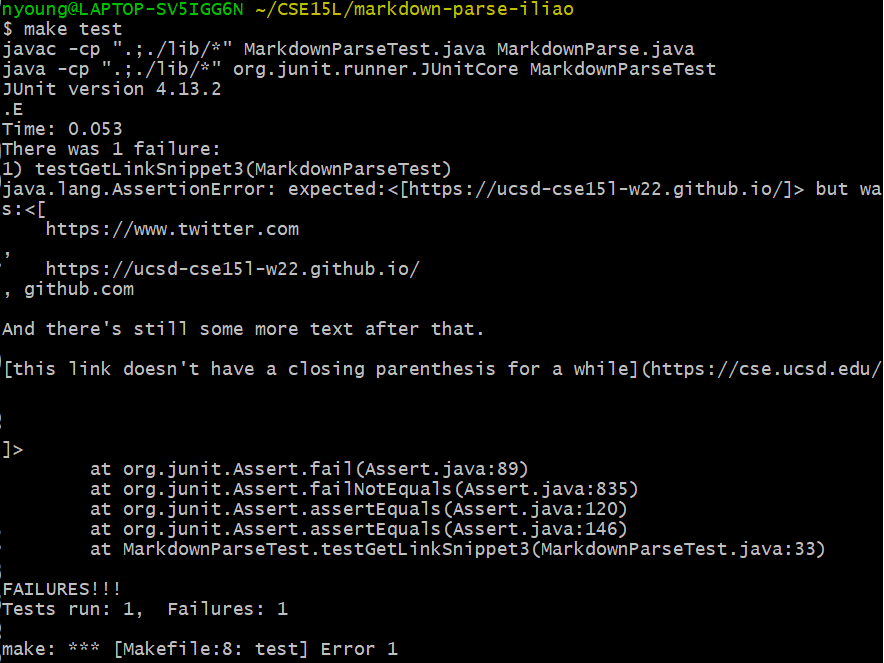 nyoung@LAPTOP-SV5IGG6N ~/CSE15L/markdown-parse-iliao
$ make test
javac -cp ".;./lib/*" MarkdownParseTest.java MarkdownParse.java
java -cp ".;./lib/*" org.junit.runner.JUnitCore MarkdownParseTest
JUnit version 4.13.2
.E
Time: 0.053
There was 1 failure:
1) testGetLinkSnippet3(MarkdownParseTest)
java.lang.AssertionError: expected:<[https://ucsd-cse15l-w22.github.io/]> but wa
s:<[
    https://www.twitter.com
,
    https://ucsd-cse15l-w22.github.io/
, github.com
And there's still some more text after that.
[this link doesn't have a closing parenthesis for a while](https://cse.ucsd.edu/
]>
        at org.junit.Assert.fail(Assert.java:89)
        at org.junit.Assert.failNotEquals(Assert.java:835)
        at org.junit.Assert.assertEquals(Assert.java:120)
        at org.junit.Assert.assertEquals(Assert.java:146)
        at MarkdownParseTest.testGetLinkSnippet3(MarkdownParseTest.java:33)
FAILURES!!!
Tests run: 1,  Failures: 1
make: *** [Makefile:8: test] Error 1